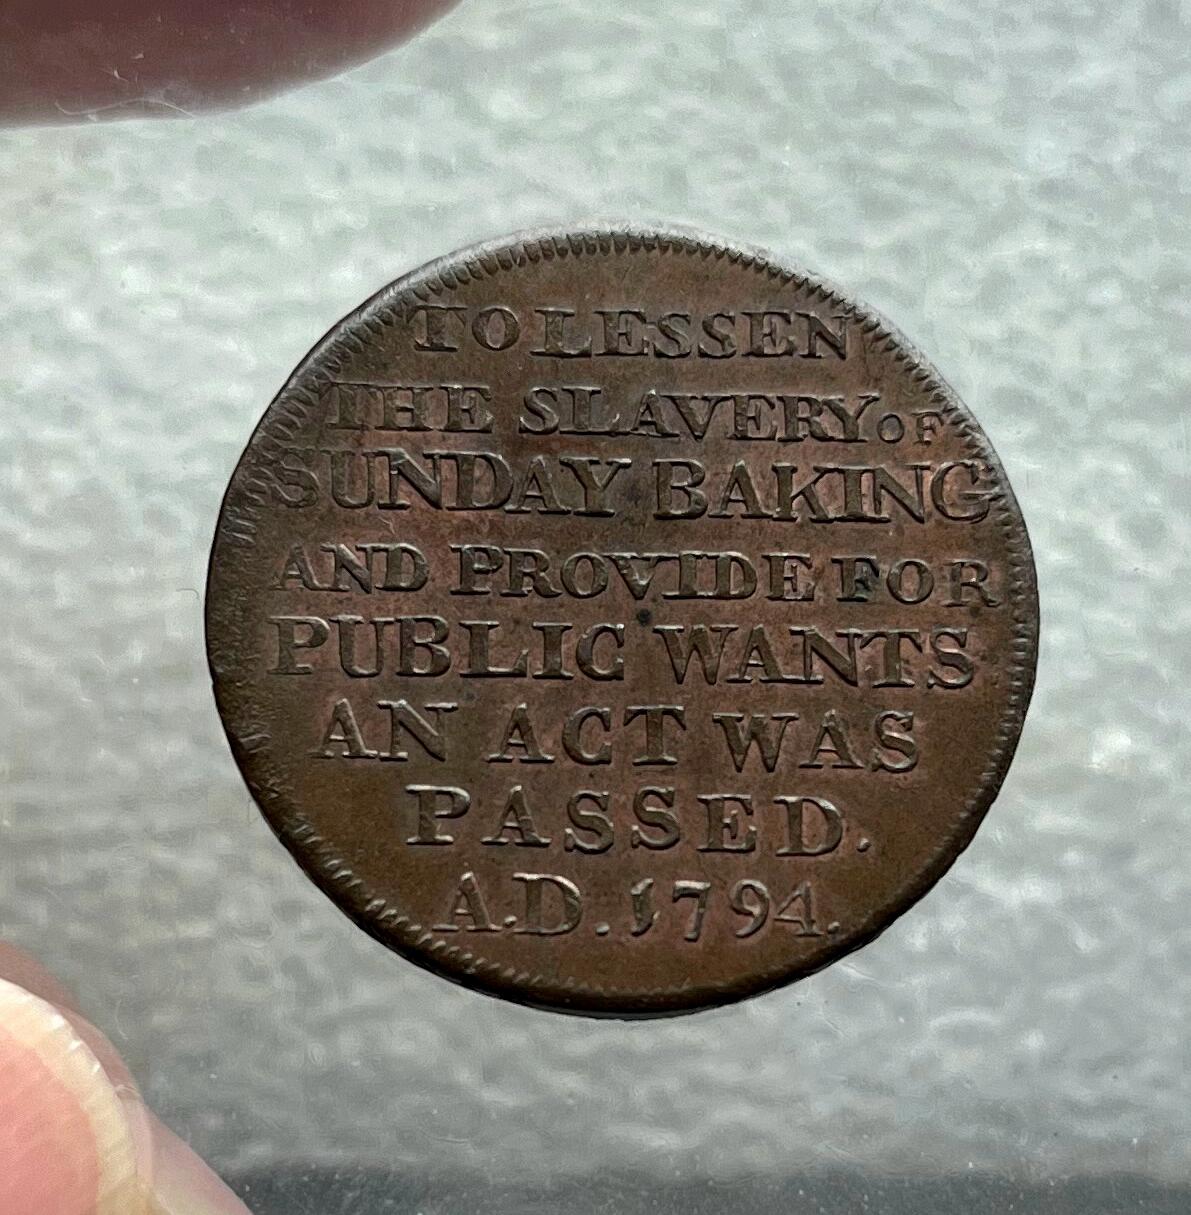 TO LESSEN
THE SLAVERY OF
SUNDAY BAKING
AND PROVIDE FOR
PUBLIC WANTS
AN ACT WAS
PASSED.
A.D. 1794.